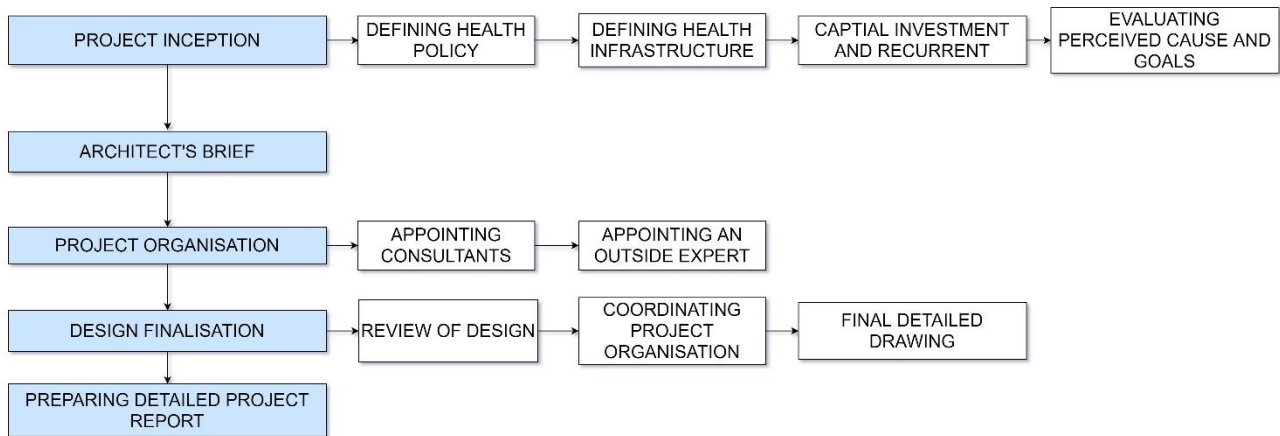 PROJECT INCEPTION
DEFINING HEALTH
POLICY
DEFINING HEALTH
INFRASTRUCTURE
CAPTIAL INVESTMENT
AND RECURRENT
EVALUATING
PERCEIVED CAUSE AND
GOALS
ARCHITECT'S BRIEF
PROJECT ORGANISATION
APPOINTING
CONSULTANTS
APPOINTING AN
OUTSIDE EXPERT
DESIGN FINALISATION
REVIEW OF DESIGN
COORDINATING
PROJECT
ORGANISATION
FINAL DETAILED
DRAWING
PREPARING DETAILED PROJECT
REPORT